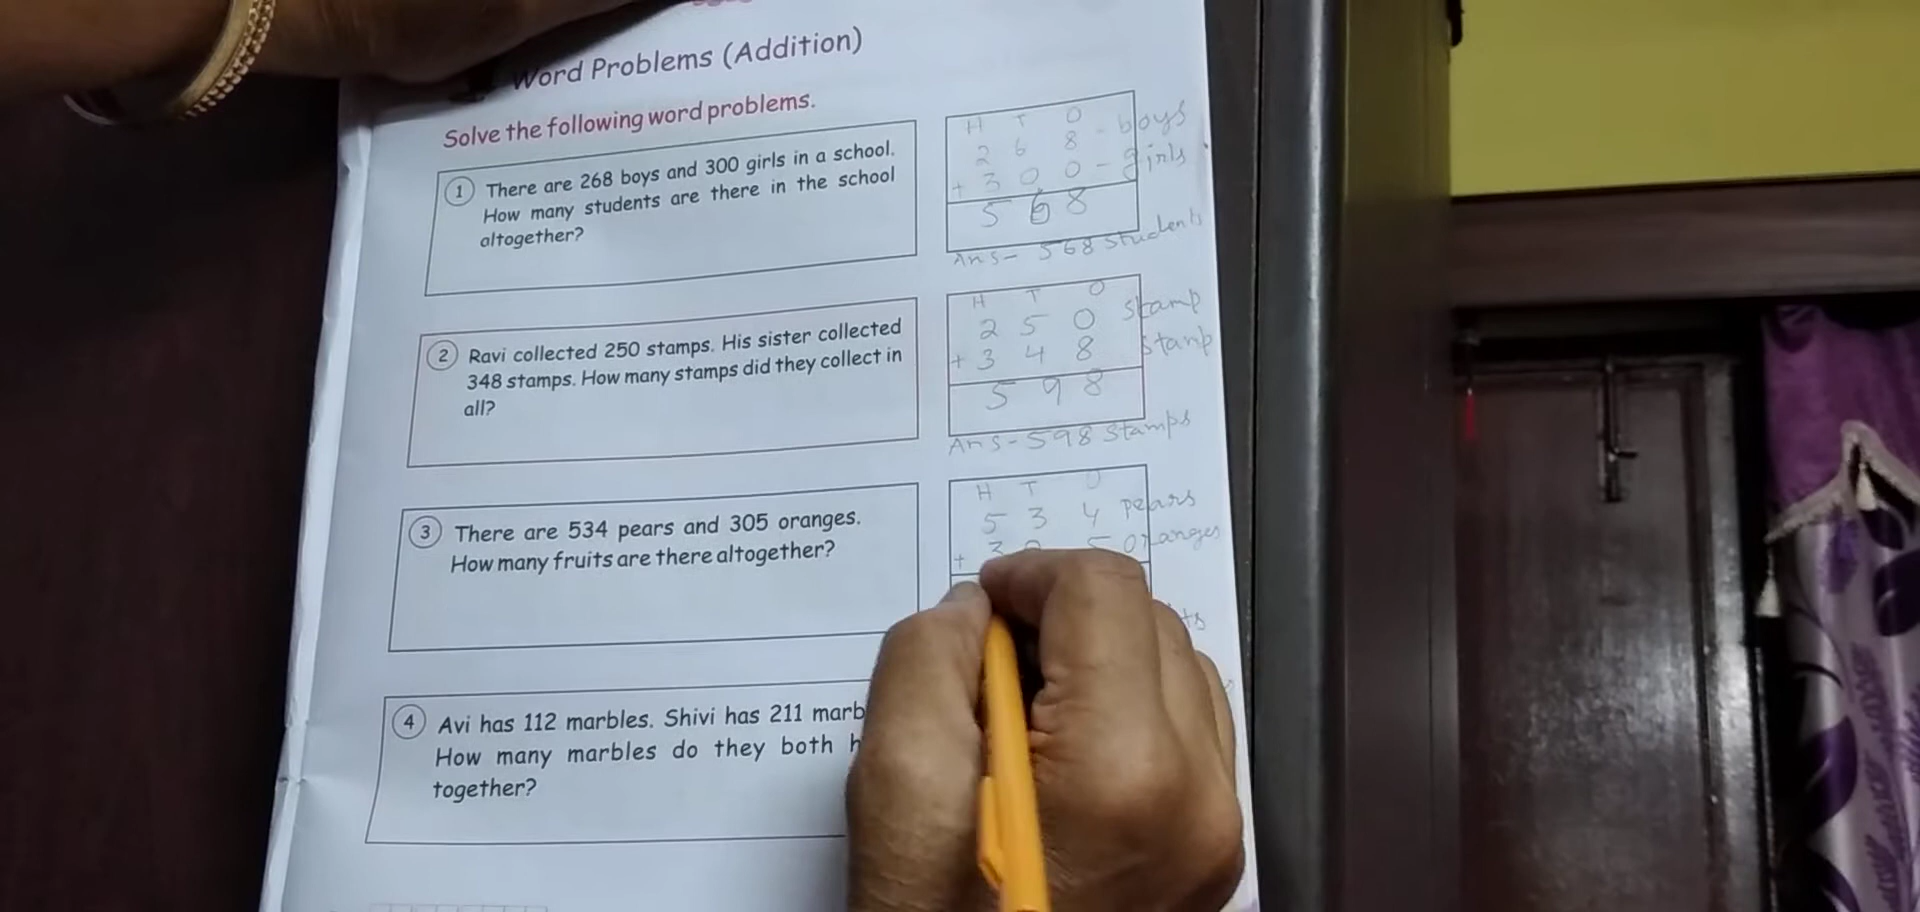 Word Problems (Addition)
Solve the following word problems.
1 There are 268 boys and 300 girls in a school.
How many students are there in the school
altogether?
H T O
2 6 8 - boys
+ 3 0 0 - girls
5 6 8
Ans- 568 students
2 Ravi collected 250 stamps. His sister collected
348 stamps. How many stamps did they collect in
all?
H T O
2 5 0 stamp
+ 3 4 8 stamp
5 9 8
Ans-598 stamps
3 There are 534 pears and 305 oranges.
How many fruits are there altogether?
H T O
5 3 4 pears
+ 3 0 5 oranges
ts
4 Avi has 112 marbles. Shivi has 211 marb
How many marbles do they both h
together?